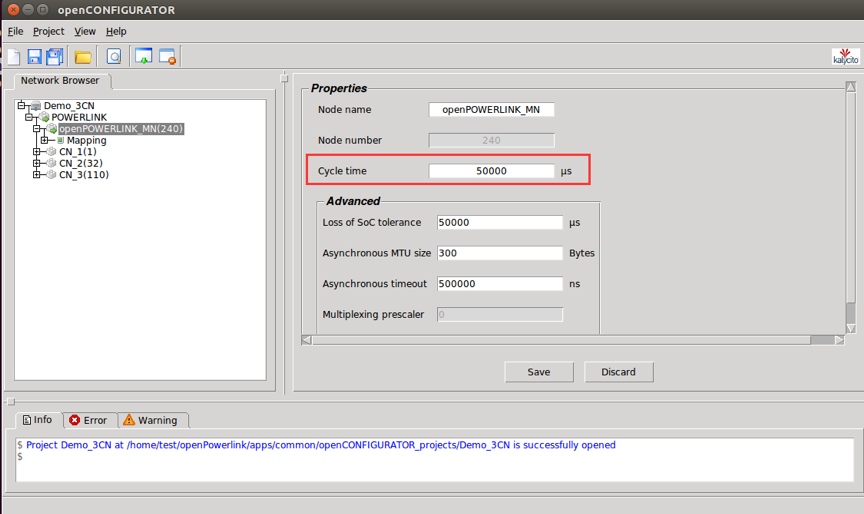 openCONFIGURATOR
File Project View Help
kalycito
Network Browser
Demo_3CN
POWERLINK
openPOWERLINK_MN(240)
Mapping
CN_1(1)
CN_2(32)
CN_3(110)
Properties
Node name openPOWERLINK_MN
Node number 240
Cycle time 50000 μs
Advanced
Loss of SoC tolerance 50000 μs
Asynchronous MTU size 300 Bytes
Asynchronous timeout 500000 ns
Multiplexing prescaler 0
Save Discard
Info Error Warning
$ Project Demo_3CN at /home/test/openPowerlink/apps/common/openCONFIGURATOR_projects/Demo_3CN is successfully opened
$